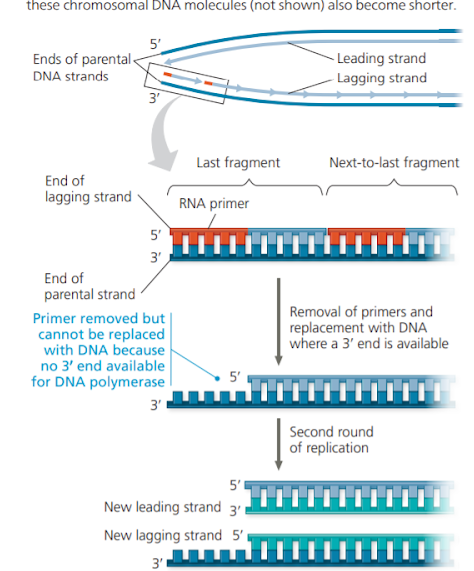 these chromosomal DNA molecules (not shown) also become shorter.
5′
Ends of parental
DNA strands
Leading strand
Lagging strand
3′
Last fragment
Next-to-last fragment
End of
lagging strand
RNA primer
5′
3′
End of
parental strand
Removal of primers and
replacement with DNA
where a 3′ end is available
Primer removed but
cannot be replaced
with DNA because
no 3′ end available
for DNA polymerase
5′
3′
Second round
of replication
5′
New leading strand 3′
New lagging strand 5′
3′